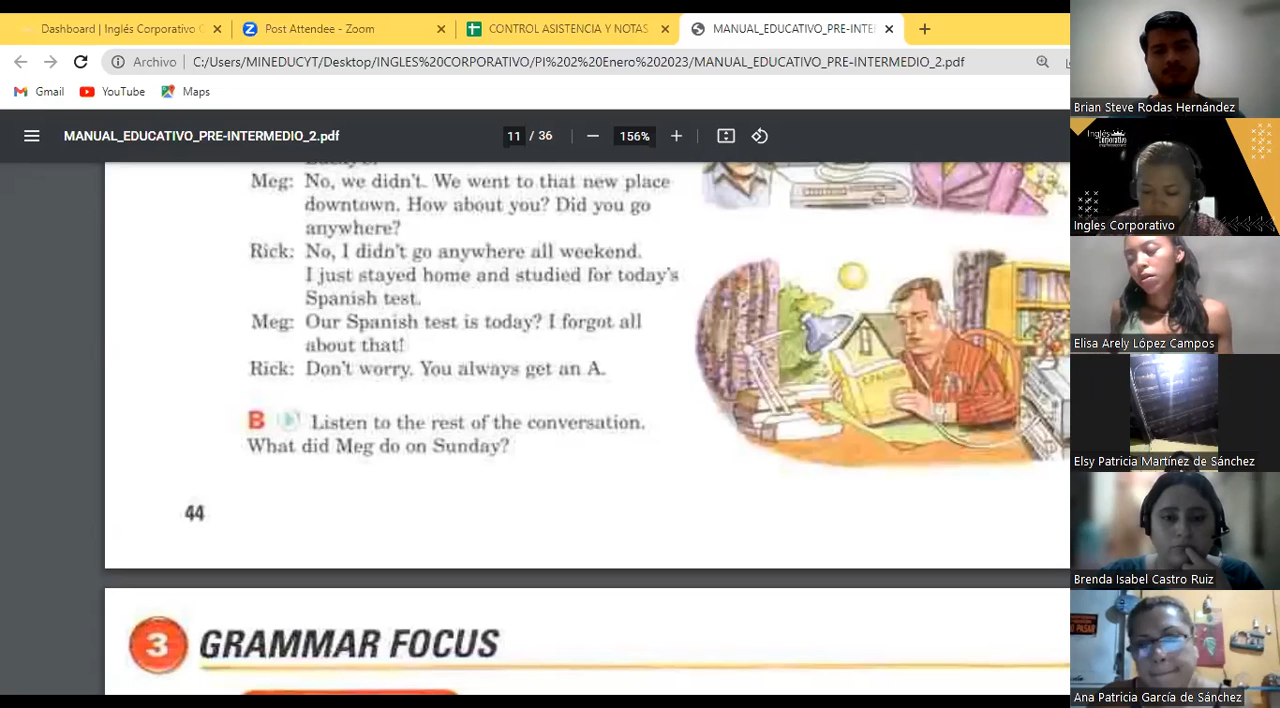 Dashboard | Inglés Corporativo
Post Attendee - Zoom
CONTROL ASISTENCIA Y NOTAS
MANUAL_EDUCATIVO_PRE-INTER
Archivo
C:/Users/MINEDUCYT/Desktop/INGLES%20CORPORATIVO/PI%202%20Enero%202023/MANUAL_EDUCATIVO_PRE-INTERMEDIO_2.pdf
Gmail YouTube Maps
MANUAL_EDUCATIVO_PRE-INTERMEDIO_2.pdf
11 / 36
156%
Meg: No, we didn't. We went to that new place
downtown. How about you? Did you go
anywhere?
Rick: No, I didn't go anywhere all weekend.
I just stayed home and studied for today's
Spanish test.
Meg: Our Spanish test is today? I forgot all
about that!
Rick: Don't worry. You always get an A.
B Listen to the rest of the conversation.
What did Meg do on Sunday?
44
3 GRAMMAR FOCUS
Brian Steve Rodas Hernández
Inglés
Corporativo
Ingles Corporativo
Elisa Arely López Campos
Elsy Patricia Martínez de Sánchez
Brenda Isabel Castro Ruiz
Ana Patricia García de Sánchez